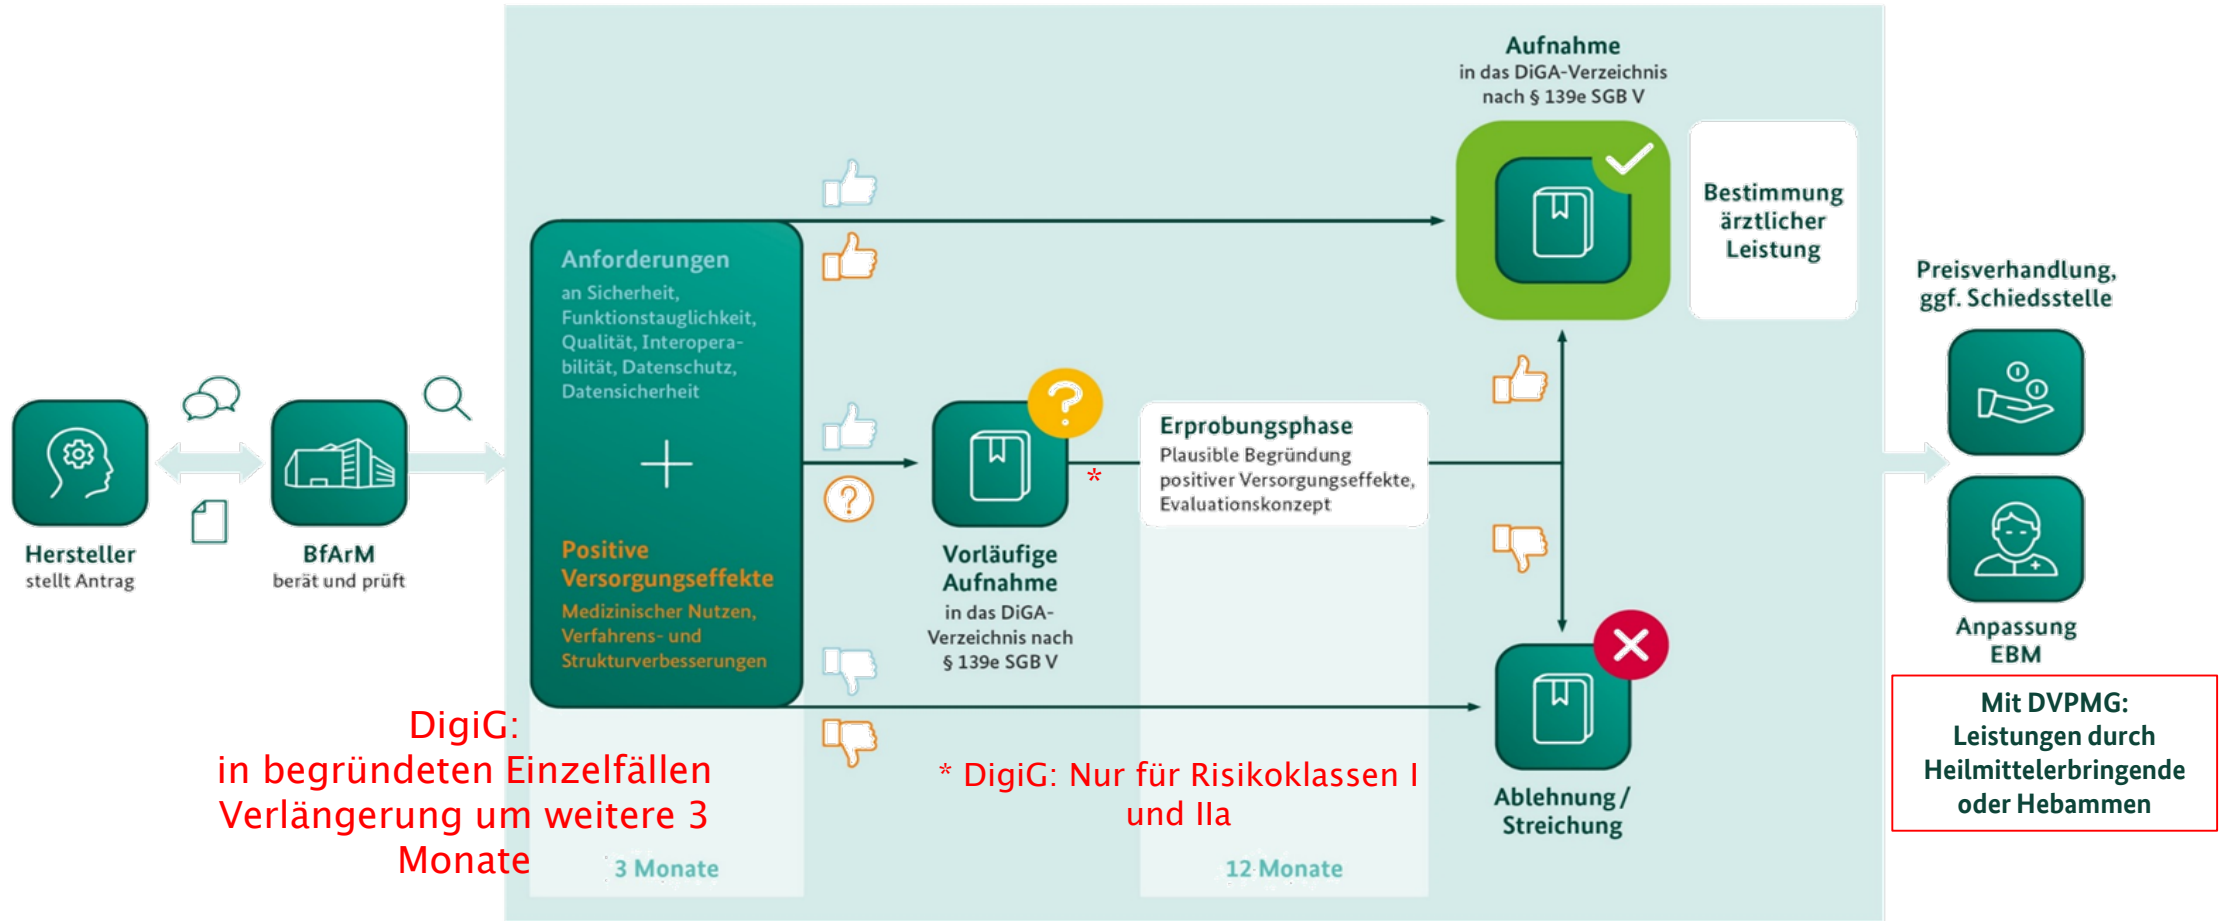 Hersteller
stellt Antrag
BfArM
berät und prüft
Anforderungen
an Sicherheit,
Funktionstauglichkeit,
Qualität, Interopera-
bilität, Datenschutz,
Datensicherheit
Positive
Versorgungseffekte
Medizinischer Nutzen,
Verfahrens- und
Strukturverbesserungen
DigiG:
in begründeten Einzelfällen
Verlängerung um weitere 3
Monate
3 Monate
?
?
Vorläufige
Aufnahme
in das DiGA-
Verzeichnis nach
§ 139e SGB V
*
* DigiG: Nur für Risikoklassen I
und IIa
Erprobungsphase
Plausible Begründung
positiver Versorgungseffekte,
Evaluationskonzept
12 Monate
Aufnahme
in das DiGA-Verzeichnis
nach § 139e SGB V
Bestimmung
ärztlicher
Leistung
Ablehnung /
Streichung
Preisverhandlung,
ggf. Schiedsstelle
Anpassung
EBM
Mit DVPMG:
Leistungen durch
Heilmittelerbringende
oder Hebammen